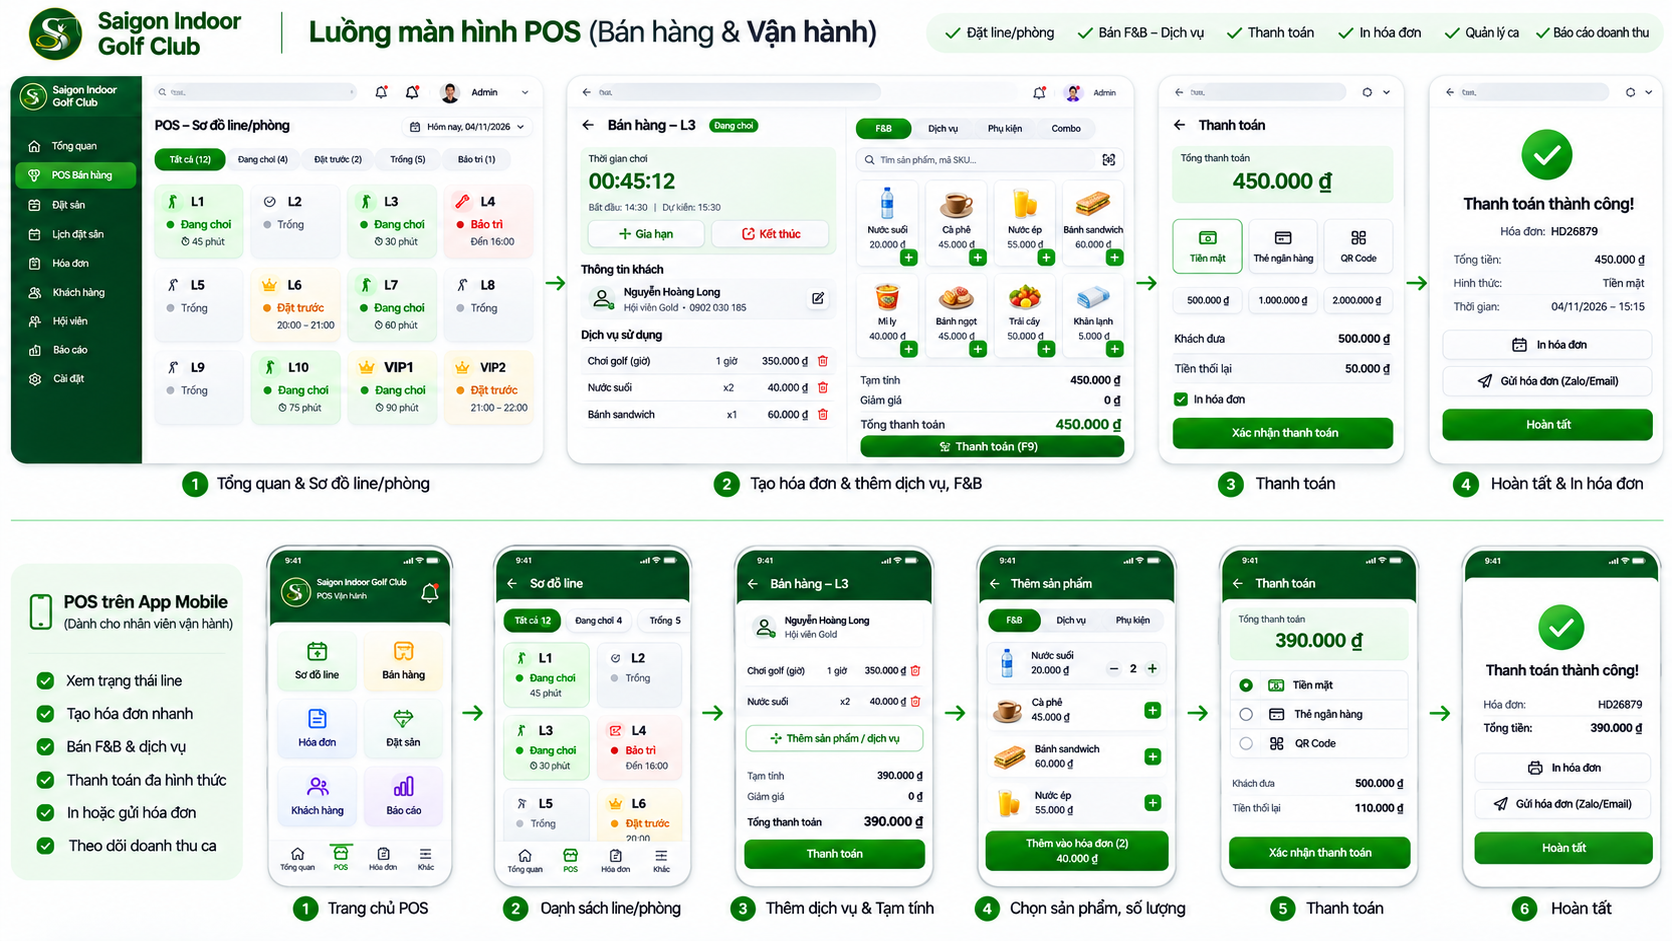 Saigon Indoor
Golf Club
Luồng màn hình POS (Bán hàng & Vận hành)
Đặt line/phòng
Bán F&B – Dịch vụ
Thanh toán
In hóa đơn
Quản lý ca
Báo cáo doanh thu
Saigon Indoor
Golf Club
Tổng quan
POS Bán hàng
Đặt sân
Lịch đặt sân
Hóa đơn
Khách hàng
Hội viên
Báo cáo
Cài đặt
Admin
POS – Sơ đồ line/phòng
Hôm nay, 04/11/2026
Tất cả (12)
Đang chơi (4)
Đặt trước (2)
Trống (5)
Bảo trì (1)
L1
Đang chơi
45 phút
L2
Trống
L3
Đang chơi
30 phút
L4
Bảo trì
Đến 16:00
L5
Trống
L6
Đặt trước
20:00 – 21:00
L7
Đang chơi
60 phút
L8
Trống
L9
Trống
L10
Đang chơi
75 phút
VIP1
Đang chơi
90 phút
VIP2
Đặt trước
21:00 – 22:00
1 Tổng quan & Sơ đồ line/phòng
Admin
Bán hàng – L3
Đang chơi
Thời gian chơi
00:45:12
Bắt đầu: 14:30 | Dự kiến: 15:30
Gia hạn
Kết thúc
Thông tin khách
Nguyễn Hoàng Long
Hội viên Gold • 0902 030 185
Dịch vụ sử dụng
Chơi golf (giờ) 1 giờ 350.000 ₫
Nước suối x2 40.000 ₫
Bánh sandwich x1 60.000 ₫
F&B
Dịch vụ
Phụ kiện
Combo
Tìm sản phẩm, mã SKU...
Nước suối
20.000 ₫
Cà phê
45.000 ₫
Nước ép
55.000 ₫
Bánh sandwich
60.000 ₫
Mì ly
40.000 ₫
Bánh ngọt
45.000 ₫
Trái cây
50.000 ₫
Khăn lạnh
5.000 ₫
Tạm tính 450.000 ₫
Giảm giá 0 ₫
Tổng thanh toán 450.000 ₫
Thanh toán (F9)
2 Tạo hóa đơn & thêm dịch vụ, F&B
Thanh toán
Tổng thanh toán
450.000 ₫
Tiền mặt
Thẻ ngân hàng
QR Code
500.000 ₫
1.000.000 ₫
2.000.000 ₫
Khách đưa 500.000 ₫
Tiền thối lại 50.000 ₫
In hóa đơn
Xác nhận thanh toán
3 Thanh toán
Thanh toán thành công!
Hóa đơn: HD26879
Tổng tiền: 450.000 ₫
Hình thức: Tiền mặt
Thời gian: 04/11/2026 – 15:15
In hóa đơn
Gửi hóa đơn (Zalo/Email)
Hoàn tất
4 Hoàn tất & In hóa đơn
POS trên App Mobile
(Dành cho nhân viên vận hành)
Xem trạng thái line
Tạo hóa đơn nhanh
Bán F&B & dịch vụ
Thanh toán đa hình thức
In hoặc gửi hóa đơn
Theo dõi doanh thu ca
9:41
Saigon Indoor Golf Club
POS Vận hành
Sơ đồ line
Bán hàng
Hóa đơn
Đặt sân
Khách hàng
Báo cáo
Tổng quan
POS
Hóa đơn
Khác
1 Trang chủ POS
9:41
Sơ đồ line
Tất cả 12
Đang chơi 4
Trống 5
L1
Đang chơi
45 phút
L2
Trống
L3
Đang chơi
30 phút
L4
Bảo trì
Đến 16:00
L5
Trống
L6
Đặt trước
20:00
Tổng quan
POS
Hóa đơn
Khác
2 Danh sách line/phòng
9:41
Bán hàng – L3
Nguyễn Hoàng Long
Hội viên Gold
Chơi golf (giờ) 1 giờ 350.000 ₫
Nước suối x2 40.000 ₫
Thêm sản phẩm / dịch vụ
Tạm tính 390.000 ₫
Giảm giá 0 ₫
Tổng thanh toán 390.000 ₫
Thanh toán
3 Thêm dịch vụ & Tạm tính
9:41
Thêm sản phẩm
F&B
Dịch vụ
Phụ kiện
Nước suối
20.000 ₫
2
Cà phê
45.000 ₫
Bánh sandwich
60.000 ₫
Nước ép
55.000 ₫
Thêm vào hóa đơn (2)
40.000 ₫
4 Chọn sản phẩm, số lượng
9:41
Thanh toán
Tổng thanh toán
390.000 ₫
Tiền mặt
Thẻ ngân hàng
QR Code
Khách đưa 500.000 ₫
Tiền thối lại 110.000 ₫
Xác nhận thanh toán
5 Thanh toán
9:41
Thanh toán thành công!
Hóa đơn: HD26879
Tổng tiền: 390.000 ₫
In hóa đơn
Gửi hóa đơn (Zalo/Email)
Hoàn tất
6 Hoàn tất